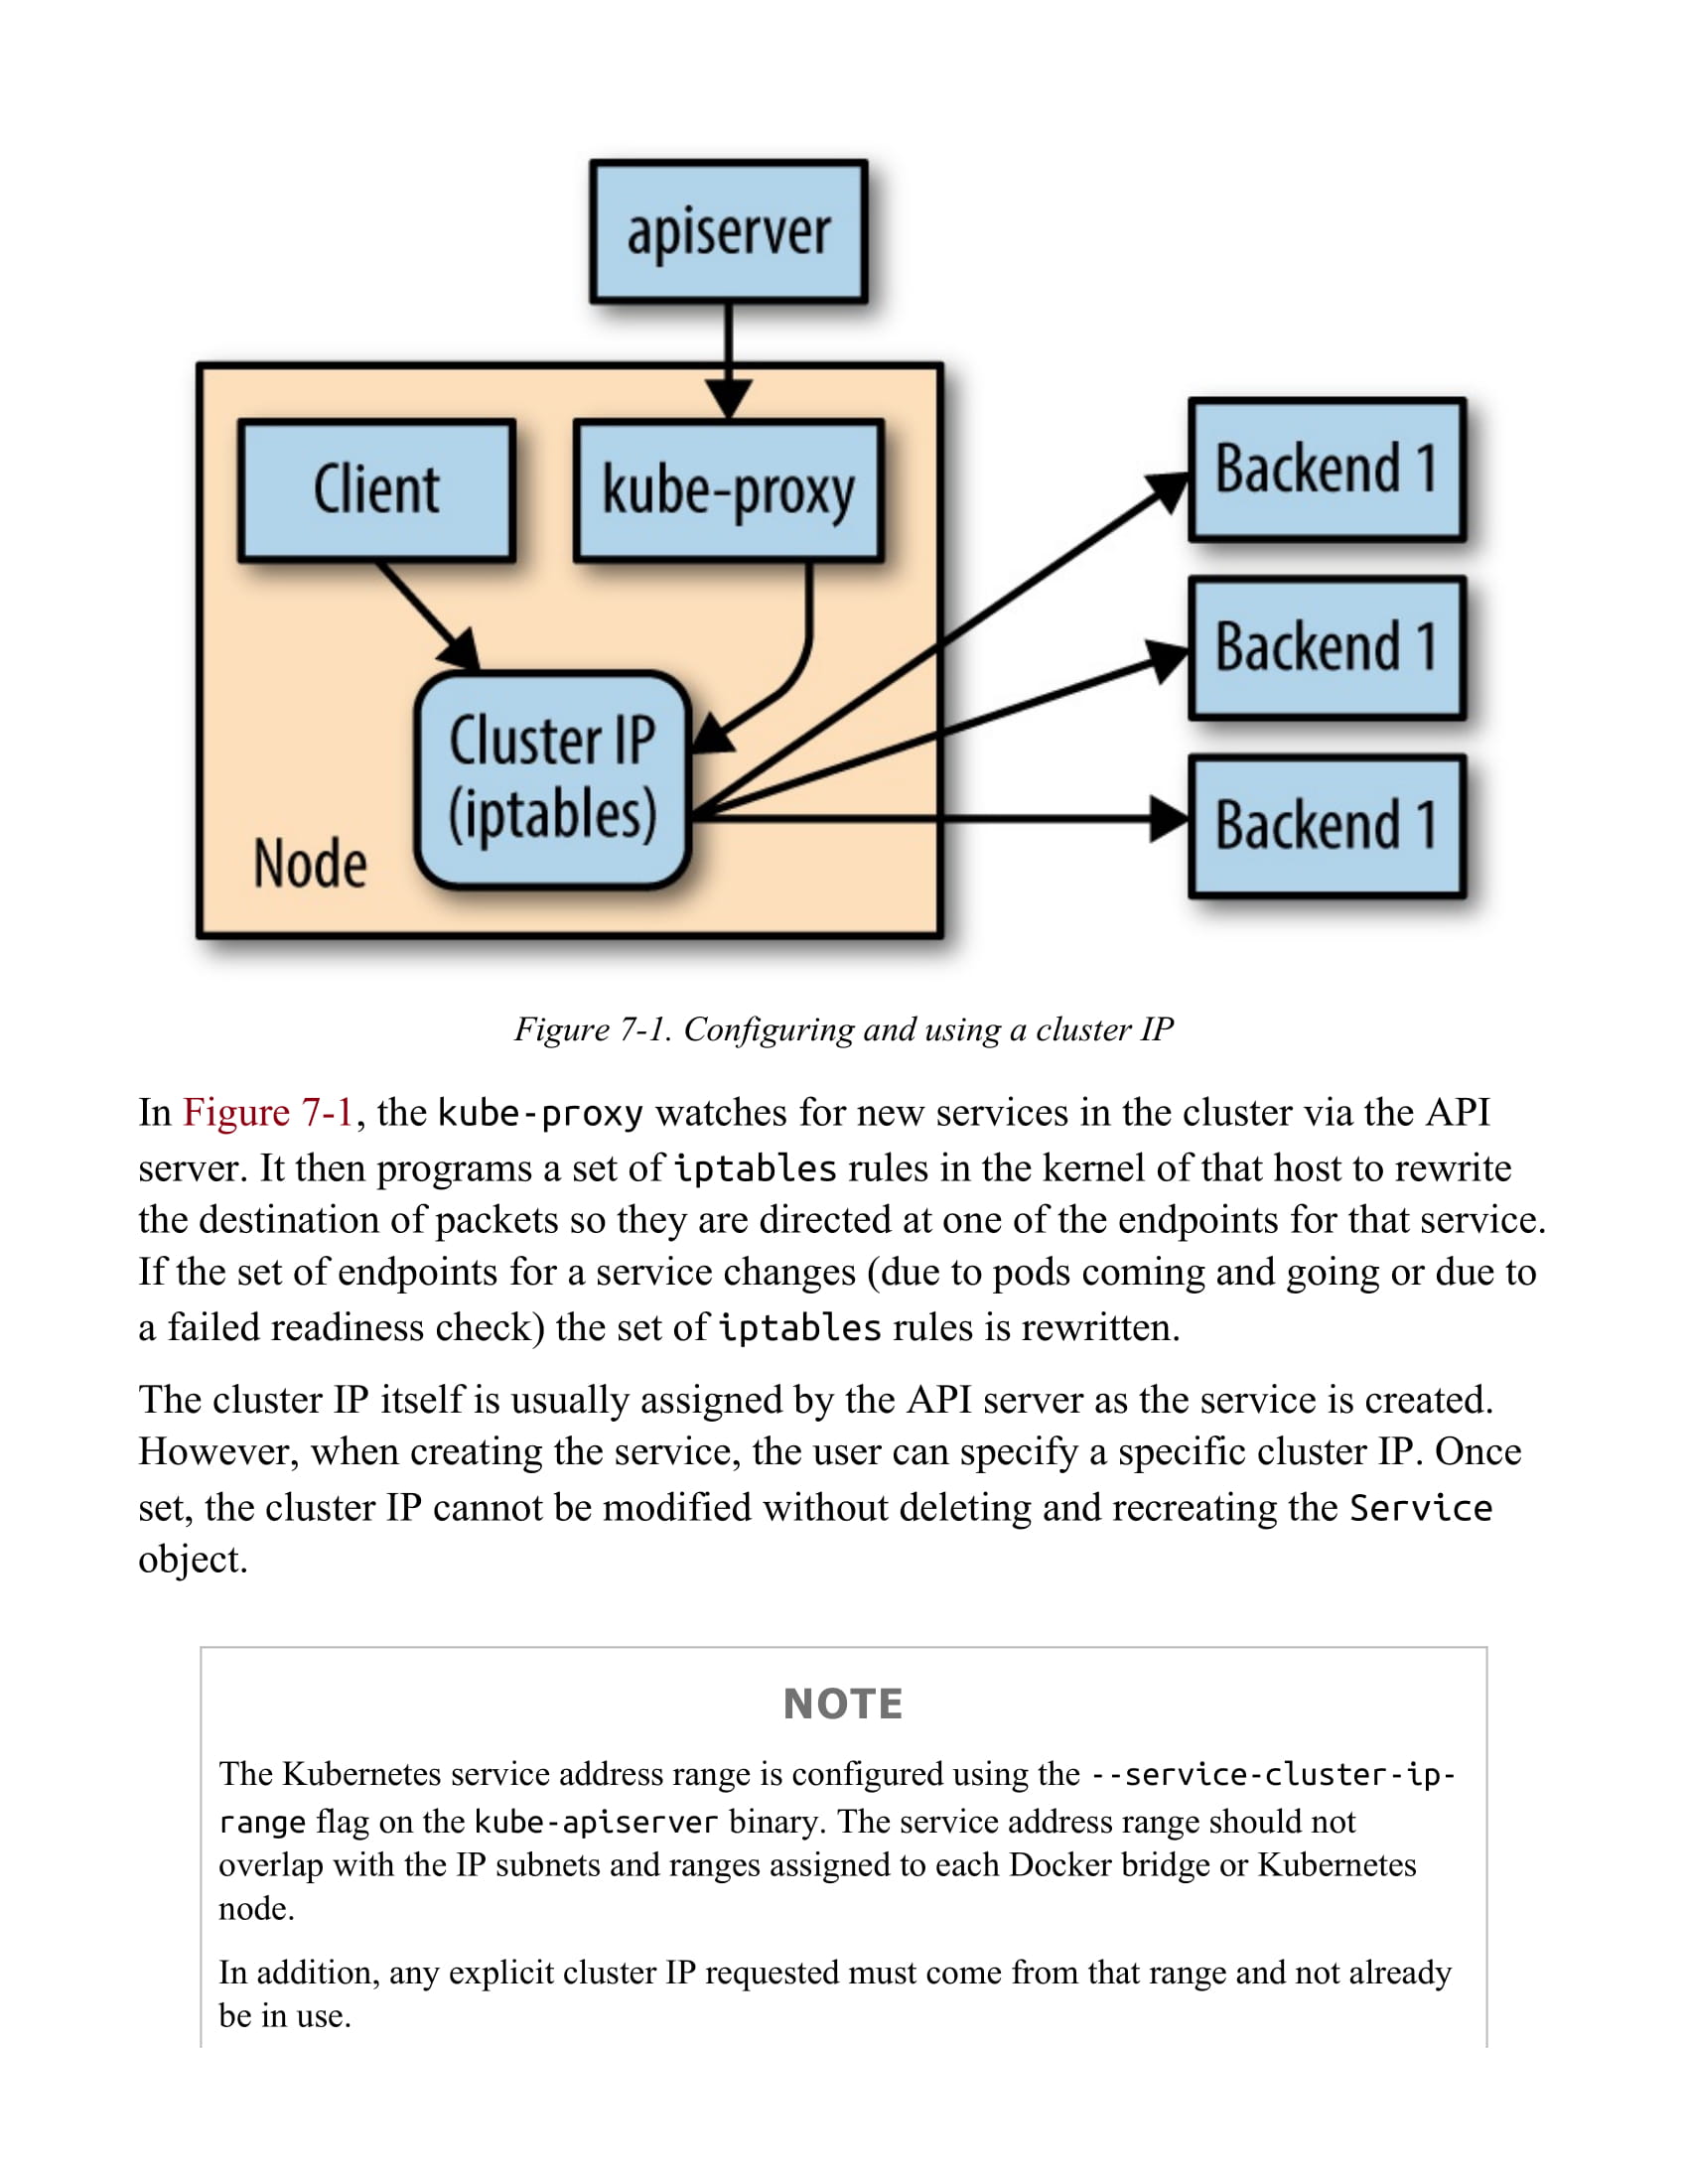 apiserver
Client
kube-proxy
Backend 1
Backend 1
Cluster IP
(iptables)
Backend 1
Node
Figure 7-1. Configuring and using a cluster IP
In Figure 7-1, the kube-proxy watches for new services in the cluster via the API
server. It then programs a set of iptables rules in the kernel of that host to rewrite
the destination of packets so they are directed at one of the endpoints for that service.
If the set of endpoints for a service changes (due to pods coming and going or due to
a failed readiness check) the set of iptables rules is rewritten.
The cluster IP itself is usually assigned by the API server as the service is created.
However, when creating the service, the user can specify a specific cluster IP. Once
set, the cluster IP cannot be modified without deleting and recreating the Service
object.
NOTE
The Kubernetes service address range is configured using the --service-cluster-ip-
range flag on the kube-apiserver binary. The service address range should not
overlap with the IP subnets and ranges assigned to each Docker bridge or Kubernetes
node.
In addition, any explicit cluster IP requested must come from that range and not already
be in use.